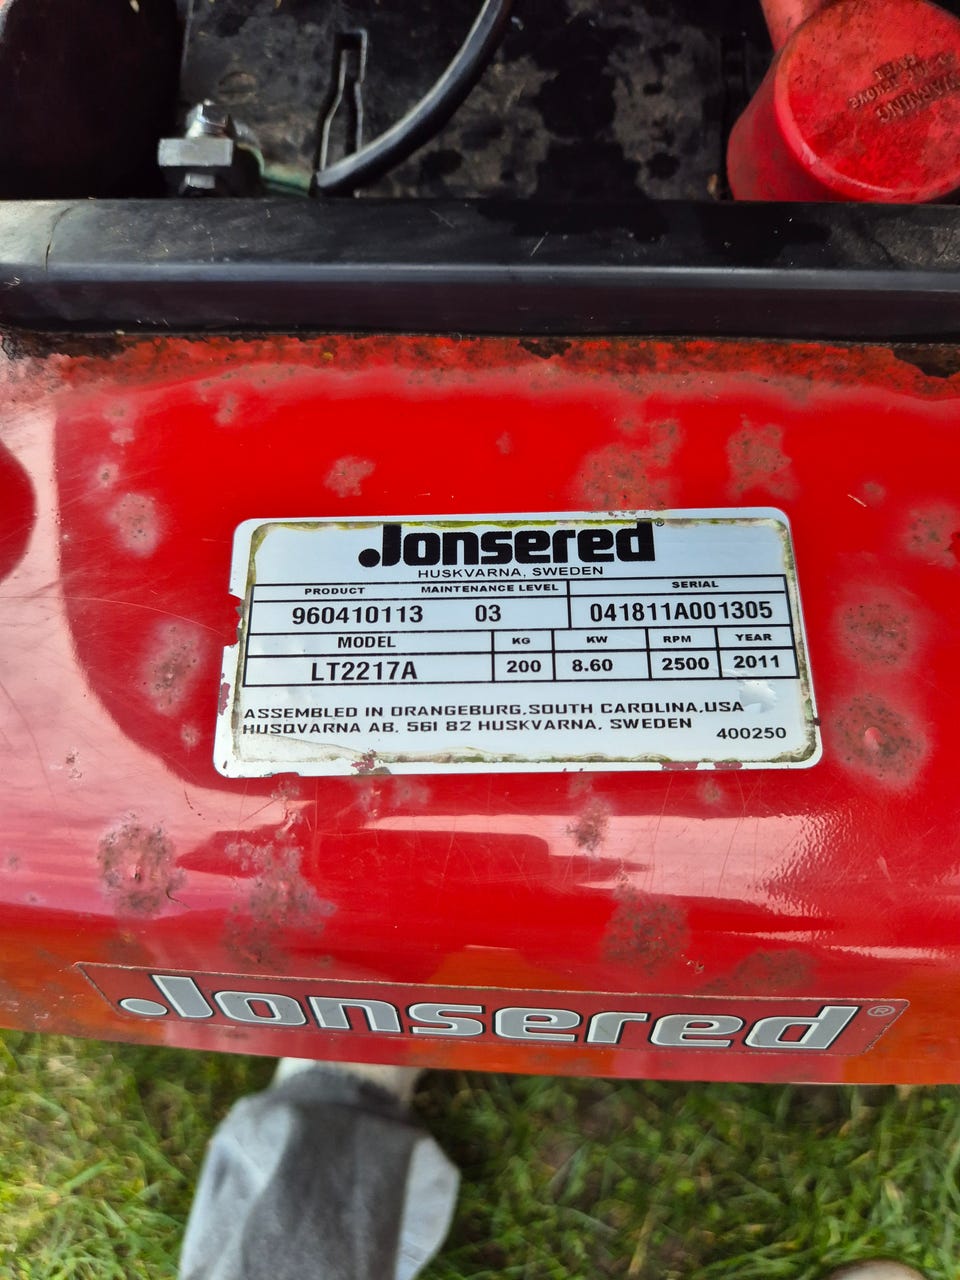 WARNING
Jonsered®
HUSKVARNA, SWEDEN
PRODUCT MAINTENANCE LEVEL SERIAL
960410113 03 041811A001305
MODEL KG KW RPM YEAR
LT2217A 200 8.60 2500 2011
ASSEMBLED IN ORANGEBURG,SOUTH CAROLINA,USA
HUSQVARNA AB. 561 82 HUSKVARNA, SWEDEN
400250
Jonsered®